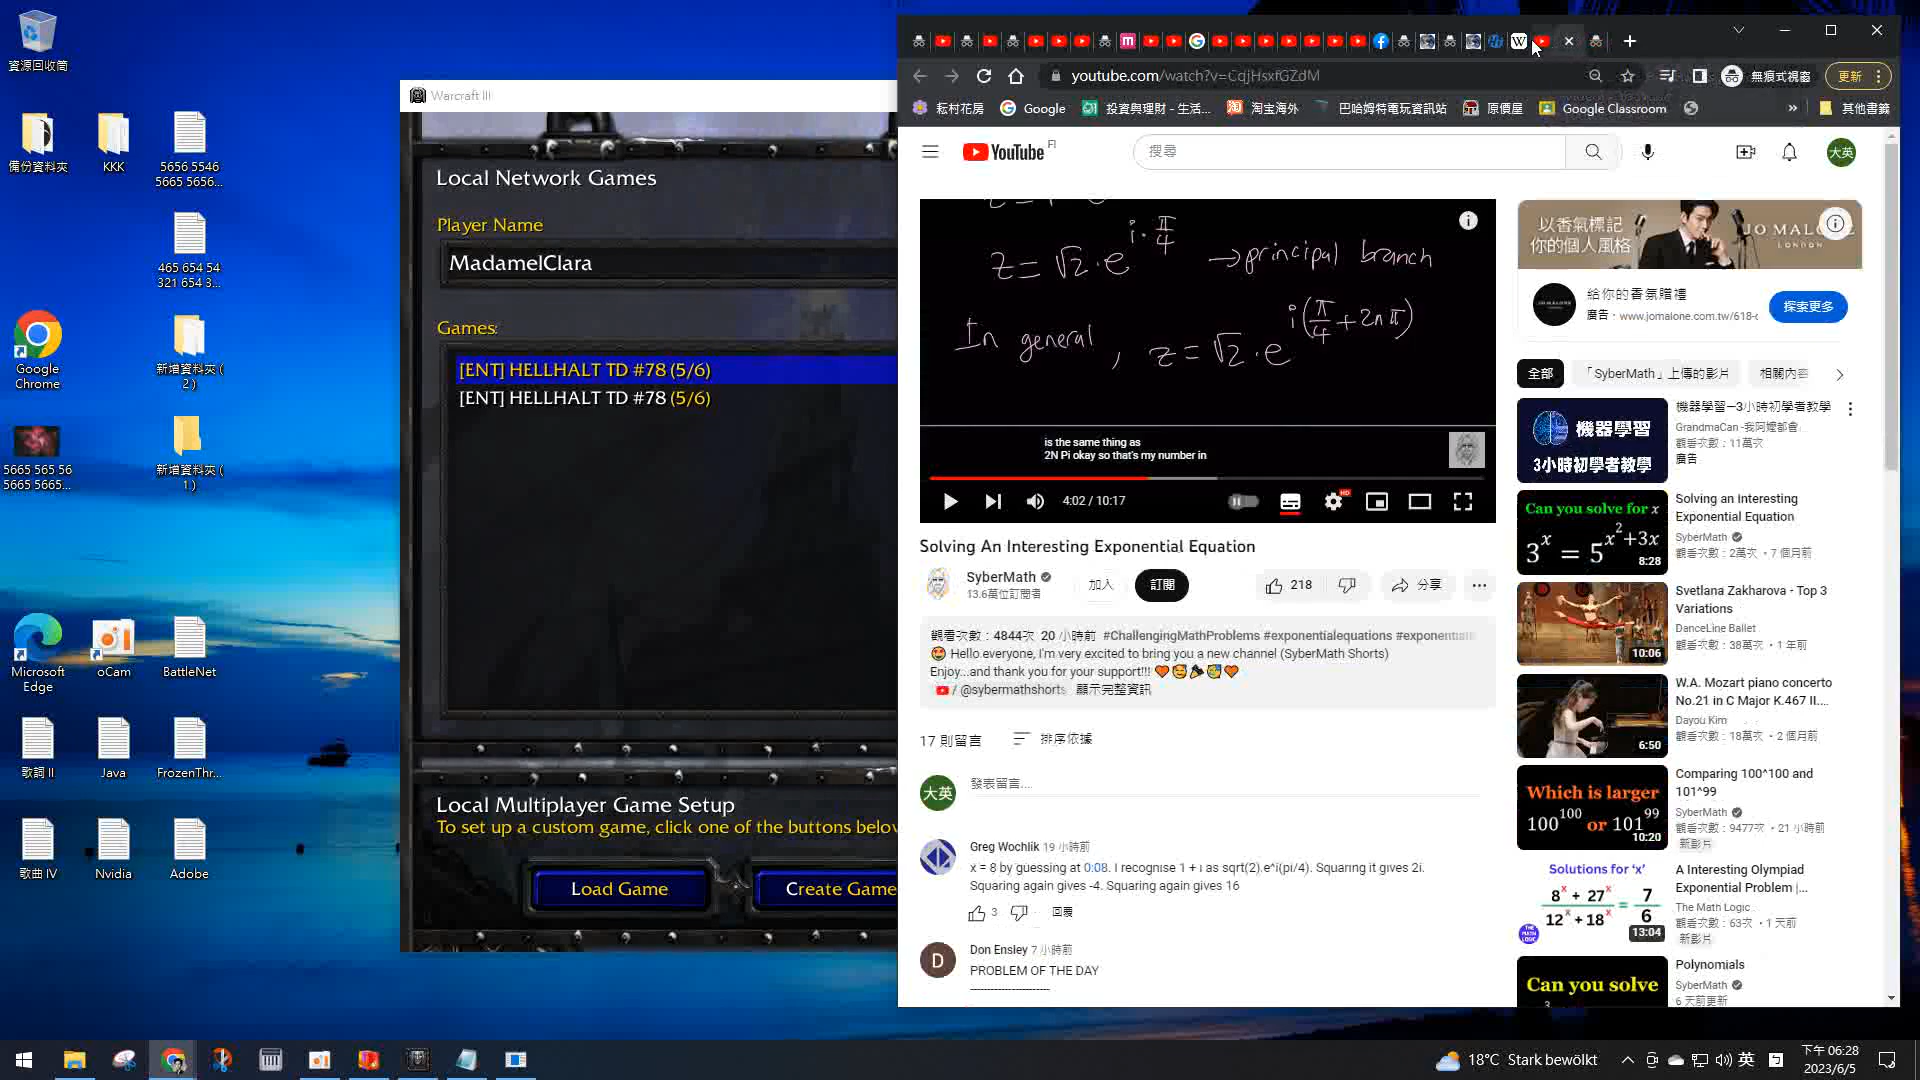 資源回收筒
備份資料夾
KKK
5656 5546
5665 5656...
465 654 54
321 654 3...
Google
Chrome
新增資料夾 (
2 )
5665 565 56
5665 5665...
新增資料夾 (
1 )
Microsoft
Edge
oCam
BattleNet
歌詞 II
Java
FrozenThr...
歌曲 IV
Nvidia
Adobe
Warcraft III
Local Network Games
Player Name
MadamelClara
Games:
[ENT] HELLHALT TD #78 (5/6)
[ENT] HELLHALT TD #78 (5/6)
Local Multiplayer Game Setup
To set up a custom game, click one of the buttons below
Load Game
Create Game
youtube.com/watch?v=CqjHsxfGZdM
無痕式視窗
更新
耘村花房
Google
投資與理財 - 生活...
淘宝海外
巴哈姆特電玩資訊站
原價屋
Google Classroom
»
其他書籤
YouTube FI
搜尋
大英
z = √2 · e^(i·π/4) → principal branch
In general, z = √2 · e^(i(π/4 + 2nπ))
is the same thing as
2N Pi okay so that's my number in
4:02 / 10:17
HD
Solving An Interesting Exponential Equation
SyberMath
13.6萬位訂閱者
加入
訂閱
218
分享
觀看次數：4844次 20 小時前 #ChallengingMathProblems #exponentialequations #exponential
Hello everyone, I'm very excited to bring you a new channel (SyberMath Shorts)
Enjoy...and thank you for your support!!!
/ @sybermathshorts 顯示完整資訊
17 則留言
排序依據
大英
發表留言...
Greg Wochlik 19 小時前
x = 8 by guessing at 0:08. I recognise 1 + i as sqrt(2).e^i(pi/4). Squaring it gives 2i.
Squaring again gives -4. Squaring again gives 16
3
回覆
D
Don Ensley 7 小時前
PROBLEM OF THE DAY
-----------------------
以香氣標記
你的個人風格
JO MALONE
LONDON
給你的香氛贈禮
廣告 · www.jomalone.com.tw/618-c
探索更多
全部
「SyberMath」上傳的影片
相關內容
機器學習
3小時初學者教學
機器學習—3小時初學者教學
GrandmaCan -我阿嬤都會
觀看次數：11萬次
廣告
Can you solve for x
3^x = 5^(x²+3x)
8:28
Solving an Interesting
Exponential Equation
SyberMath
觀看次數：2萬次 · 7 個月前
10:06
Svetlana Zakharova - Top 3
Variations
DanceLine Ballet
觀看次數：38萬次 · 1 年前
6:50
W.A. Mozart piano concerto
No.21 in C Major K.467 II....
Dayou Kim
觀看次數：18萬次 · 2 個月前
Which is larger
100^100 or 101^99
10:20
Comparing 100^100 and
101^99
SyberMath
觀看次數：9477次 · 21 小時前
新影片
Solutions for ‘x’
8^x + 27^x / 12^x + 18^x = 7/6
13:04
A Interesting Olympiad
Exponential Problem |...
The Math Logic
觀看次數：63次 · 1 天前
新影片
Can you solve
Polynomials
SyberMath
6 天前更新
18°C Stark bewölkt
英
下午 06:28
2023/6/5